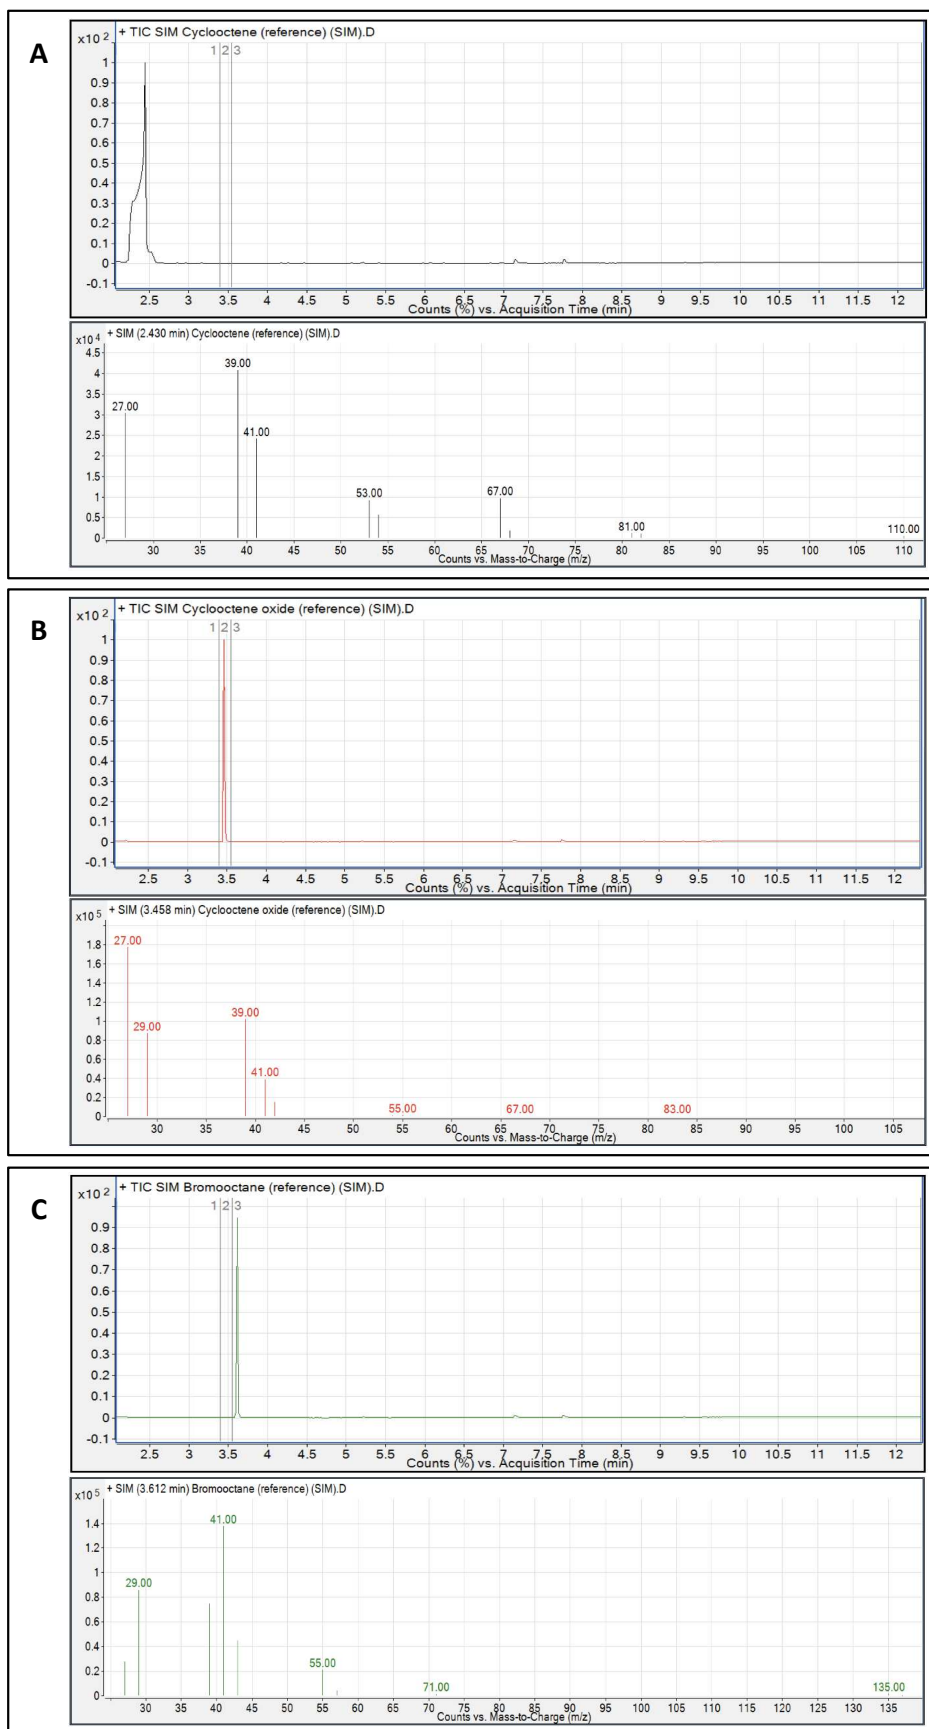 A
+ TIC SIM Cyclooctene (reference) (SIM).D
x10 2
1 2 3
1
0.9
0.8
0.7
0.6
0.5
0.4
0.3
0.2
0.1
0
-0.1
2.5 3 3.5 4 4.5 5 5.5 6 6.5 7 7.5 8 8.5 9 9.5 10 10.5 11 11.5 12
Counts (%) vs. Acquisition Time (min)
+ SIM (2.430 min) Cyclooctene (reference) (SIM).D
x10 4
4.5
4
3.5
3
2.5
2
1.5
1
0.5
0
27.00
39.00
41.00
53.00
67.00
81.00
110.00
30 35 40 45 50 55 60 65 70 75 80 85 90 95 100 105 110
Counts vs. Mass-to-Charge (m/z)
B
+ TIC SIM Cyclooctene oxide (reference) (SIM).D
x10 2
1 2 3
1
0.9
0.8
0.7
0.6
0.5
0.4
0.3
0.2
0.1
0
-0.1
2.5 3 3.5 4 4.5 5 5.5 6 6.5 7 7.5 8 8.5 9 9.5 10 10.5 11 11.5 12
Counts (%) vs. Acquisition Time (min)
+ SIM (3.458 min) Cyclooctene oxide (reference) (SIM).D
x10 5
1.8
1.6
1.4
1.2
1
0.8
0.6
0.4
0.2
0
27.00
29.00
39.00
41.00
55.00
67.00
83.00
30 35 40 45 50 55 60 65 70 75 80 85 90 95 100 105
Counts vs. Mass-to-Charge (m/z)
C
+ TIC SIM Bromooctane (reference) (SIM).D
x10 2
1 2 3
0.9
0.8
0.7
0.6
0.5
0.4
0.3
0.2
0.1
0
-0.1
2.5 3 3.5 4 4.5 5 5.5 6 6.5 7 7.5 8 8.5 9 9.5 10 10.5 11 11.5 12
Counts (%) vs. Acquisition Time (min)
+ SIM (3.612 min) Bromooctane (reference) (SIM).D
x10 5
1.4
1.2
1
0.8
0.6
0.4
0.2
0
29.00
41.00
55.00
71.00
135.00
30 35 40 45 50 55 60 65 70 75 80 85 90 95 100 105 110 115 120 125 130 135
Counts vs. Mass-to-Charge (m/z)